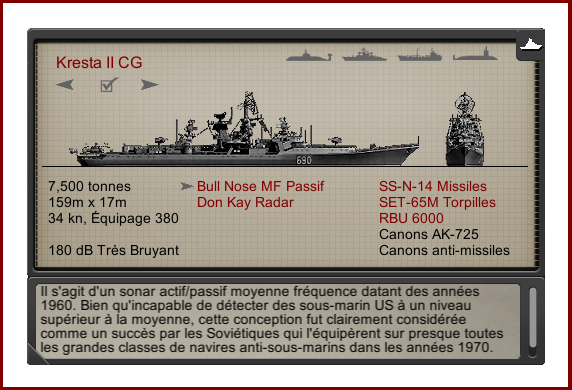 Kresta II CG
690
7,500 tonnes
159m x 17m
34 kn, Équipage 380
180 dB Très Bruyant
Bull Nose MF Passif
Don Kay Radar
SS-N-14 Missiles
SET-65M Torpilles
RBU 6000
Canons AK-725
Canons anti-missiles
Il s'agit d'un sonar actif/passif moyenne fréquence datant des années
1960. Bien qu'incapable de détecter des sous-marin US à un niveau
supérieur à la moyenne, cette conception fut clairement considérée
comme un succès par les Soviétiques qui l'équipèrent sur presque toutes
les grandes classes de navires anti-sous-marins dans les années 1970.